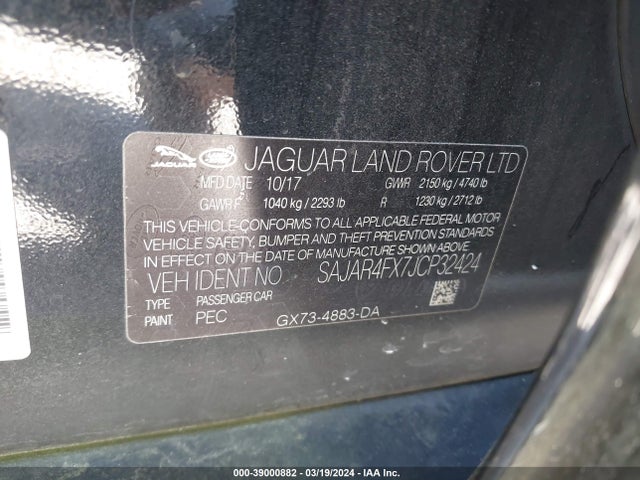 JAGUAR LAND ROVER LTD
MFD DATE 10/17 GWR 2150 kg / 4740 lb
GAWR F 1040 kg / 2293 lb R 1230 kg / 2712 lb
THIS VEHICLE CONFORMS TO ALL APPLICABLE FEDERAL MOTOR
VEHICLE SAFETY, BUMPER AND THEFT PREVENTION STANDARDS
IN EFFECT ON THE DATE OF MANUFACTURE SHOWN ABOVE.
VEH IDENT NO SAJAR4FX7JCP32424
TYPE PASSENGER CAR
PAINT PEC GX73-4883-DA
000-39000882 / 03/19/2024 / IAA Inc.